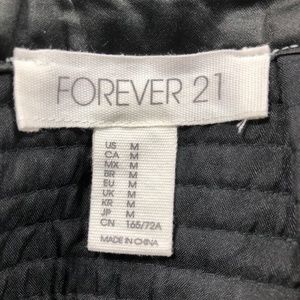 FOREVER 21
US M
CA M
MX M
BR M
EU M
UK M
KR M
JP M
CN 165/72A
MADE IN CHINA